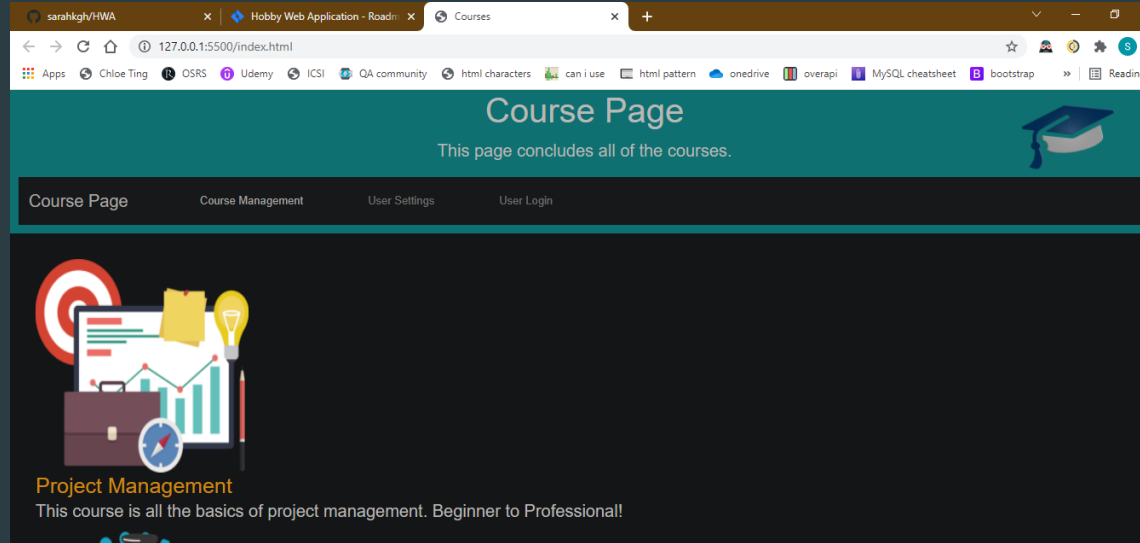 sarahkgh/HWA Hobby Web Application - Roadm Courses
127.0.0.1:5500/index.html S
Apps Chloe Ting OSRS Udemy ICSI QA community html characters can i use html pattern onedrive overapi MySQL cheatsheet B bootstrap » Readin
Course Page
This page concludes all of the courses.
Course Page Course Management User Settings User Login
Project Management
This course is all the basics of project management. Beginner to Professional!